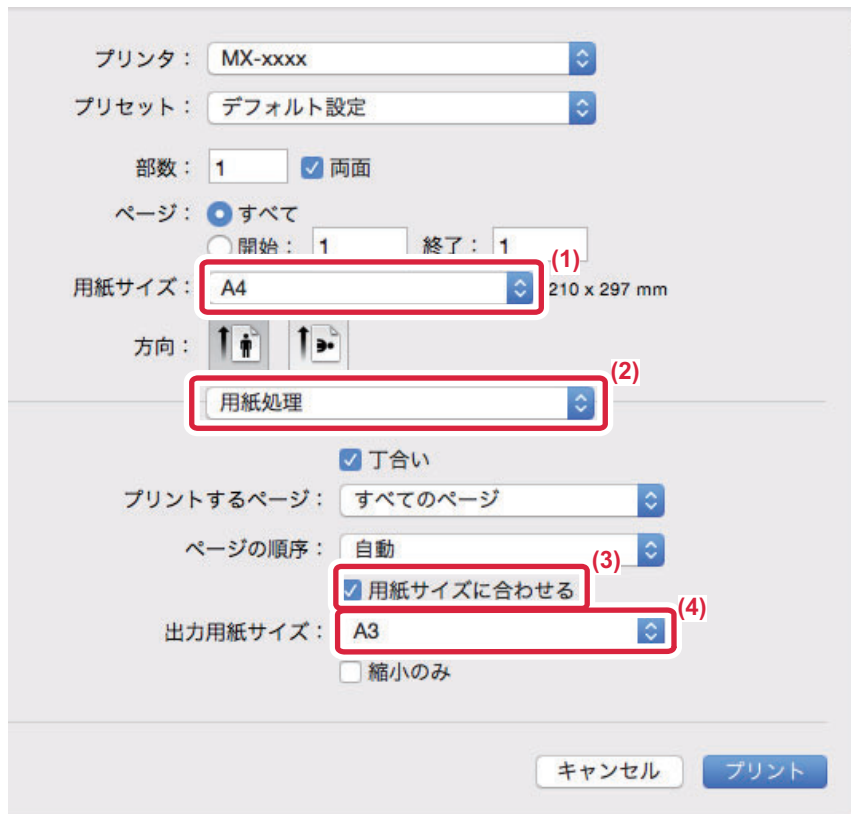 プリンタ： MX-xxxx
プリセット： デフォルト設定
部数： 1 両面
ページ： すべて
開始： 1 終了： 1
(1)
用紙サイズ： A4 210 x 297 mm
方向：
(2)
用紙処理
丁合い
プリントするページ： すべてのページ
ページの順序： 自動
(3)
用紙サイズに合わせる
(4)
出力用紙サイズ： A3
縮小のみ
キャンセル プリント